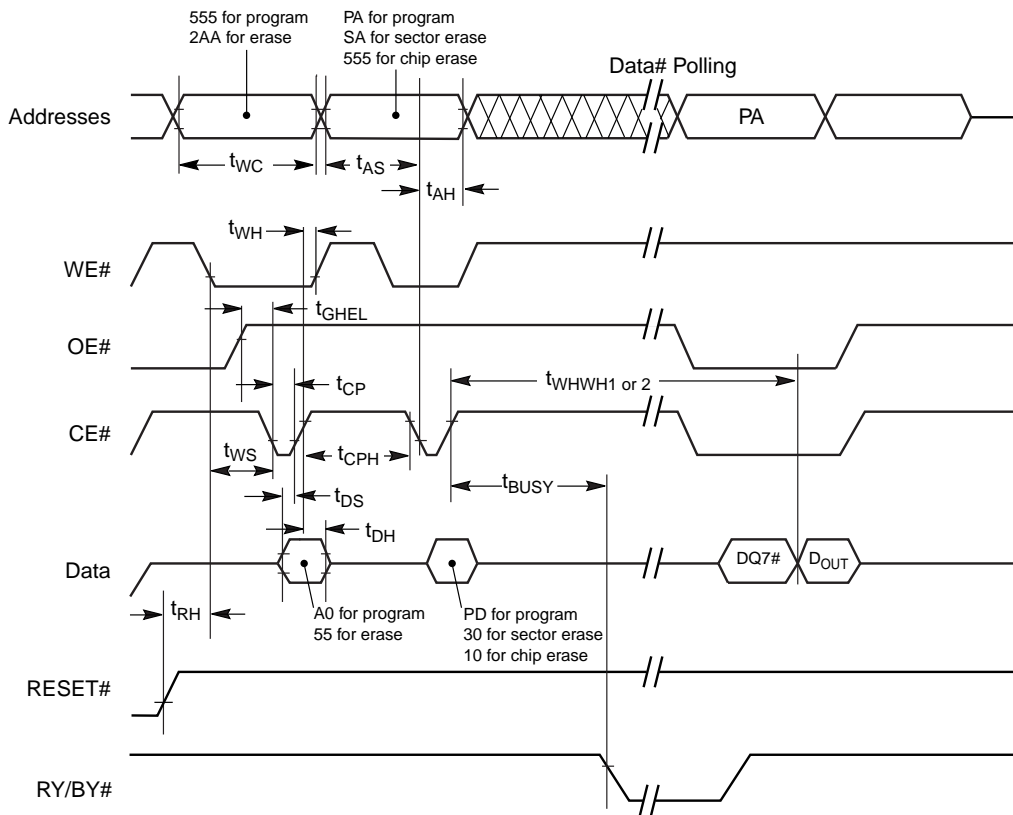 555 for program
2AA for erase
PA for program
SA for sector erase
555 for chip erase
Data# Polling
Addresses
PA
tWC
tAS
tAH
tWH
WE#
tGHEL
OE#
tCP
tWHWH1 or 2
CE#
tWS
tCPH
tDS
tBUSY
tDH
Data
DQ7#
DOUT
tRH
A0 for program
55 for erase
PD for program
30 for sector erase
10 for chip erase
RESET#
RY/BY#